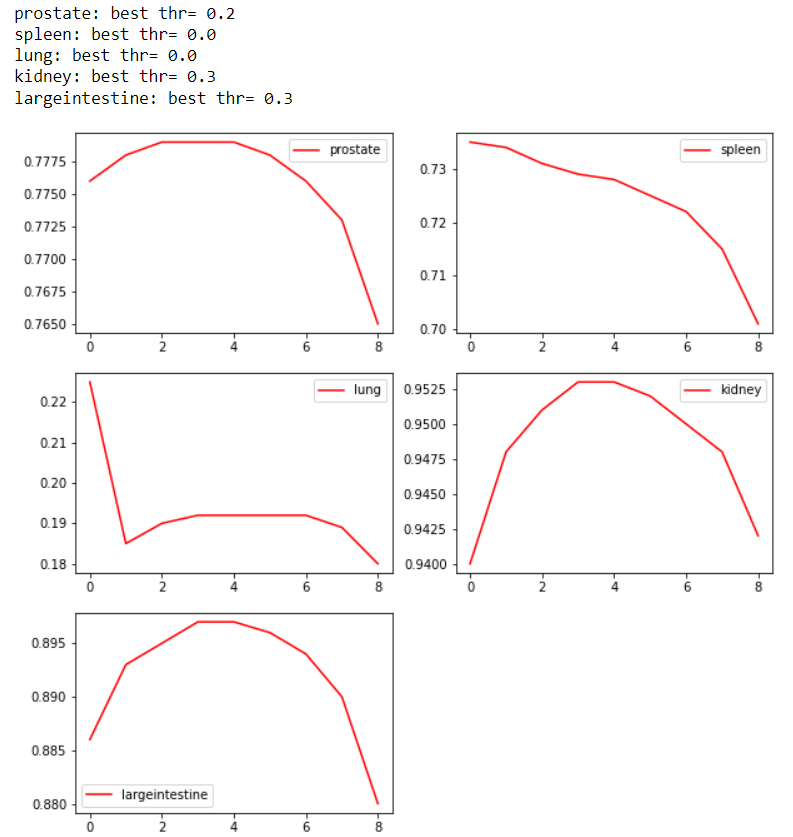 prostate: best thr= 0.2
spleen: best thr= 0.0
lung: best thr= 0.0
kidney: best thr= 0.3
largeintestine: best thr= 0.3
prostate
0.7775
0.7750
0.7725
0.7700
0.7675
0.7650
0 2 4 6 8
spleen
0.73
0.72
0.71
0.70
0 2 4 6 8
lung
0.22
0.21
0.20
0.19
0.18
0 2 4 6 8
kidney
0.9525
0.9500
0.9475
0.9450
0.9425
0.9400
0 2 4 6 8
0.895
0.890
0.885
0.880
largeintestine
0 2 4 6 8